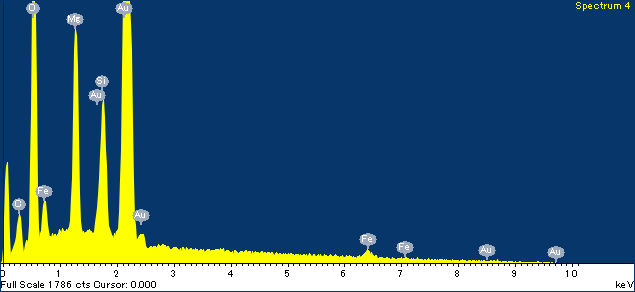 Spectrum 4
O Au
Mg
Si
Au
Fe
Au
Fe Fe Au Au
0 1 2 3 4 5 6 7 8 9 10
Full Scale 1786 cts Cursor: 0.000 keV